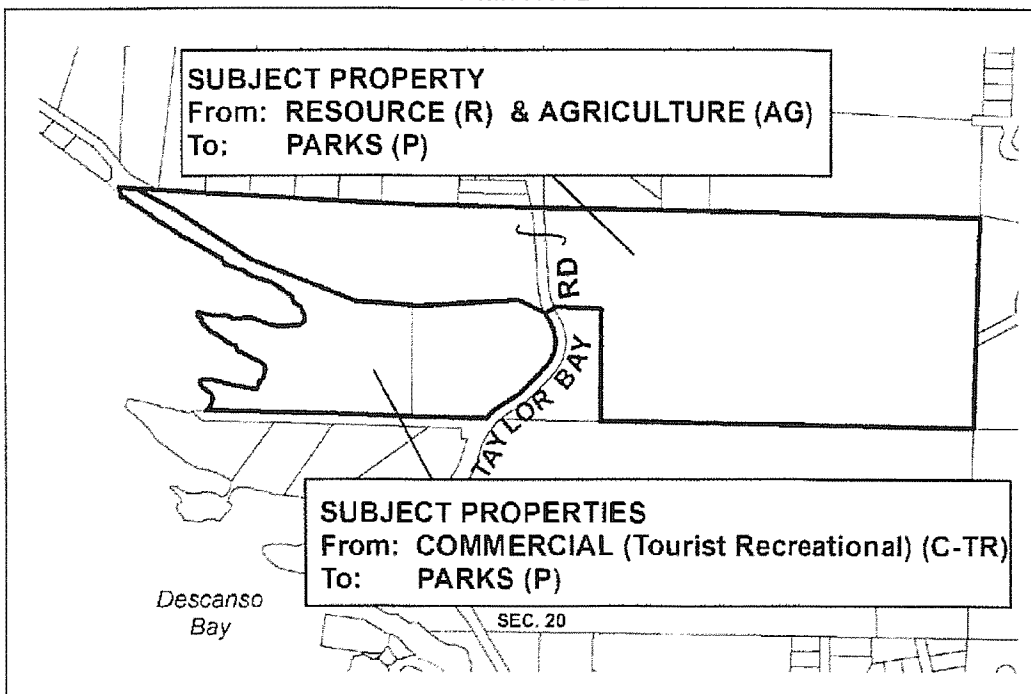 SUBJECT PROPERTY
From: RESOURCE (R) & AGRICULTURE (AG)
To: PARKS (P)
TAYLOR BAY RD
SUBJECT PROPERTIES
From: COMMERCIAL (Tourist Recreational) (C-TR)
To: PARKS (P)
Descanso
Bay
SEC. 20